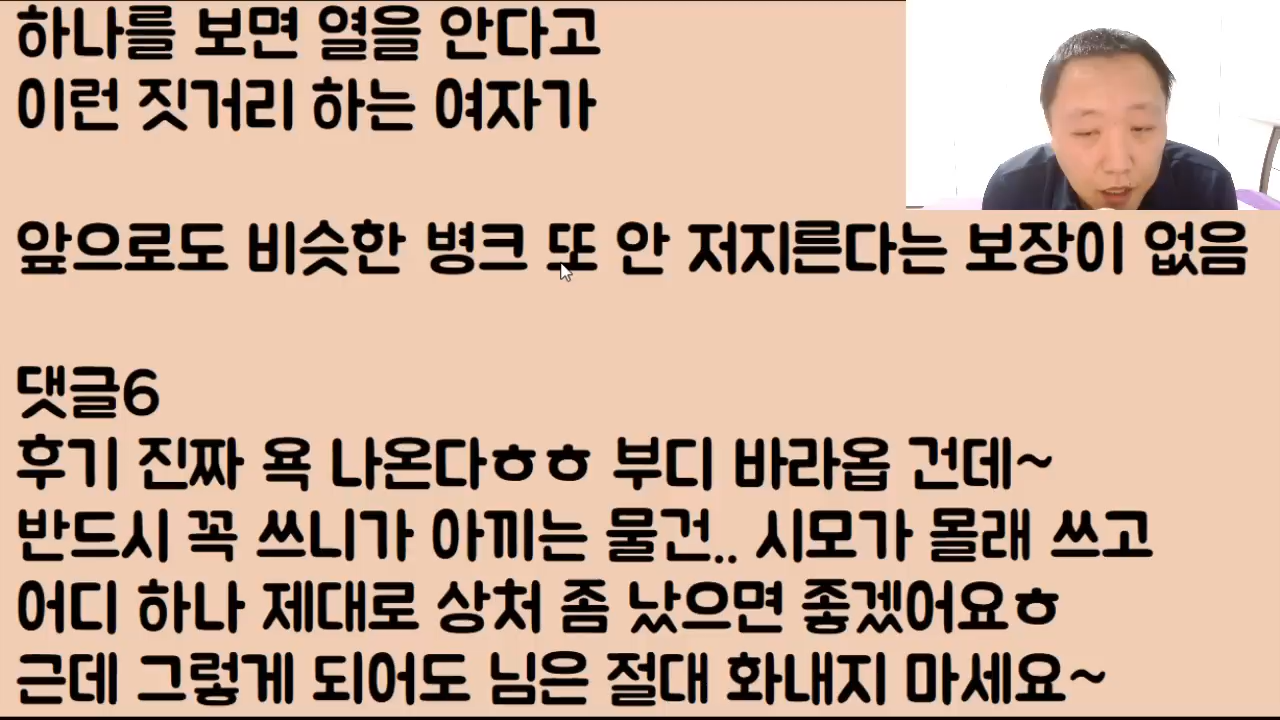 하나를 보면 열을 안다고
이런 짓거리 하는 여자가
앞으로도 비슷한 병크 또 안 저지른다는 보장이 없음
댓글6
후기 진짜 욕 나온다ㅎㅎ 부디 바라옵 건데~
반드시 꼭 쓰니가 아끼는 물건.. 시모가 몰래 쓰고
어디 하나 제대로 상처 좀 났으면 좋겠어요ㅎ
근데 그렇게 되어도 님은 절대 화내지 마세요~